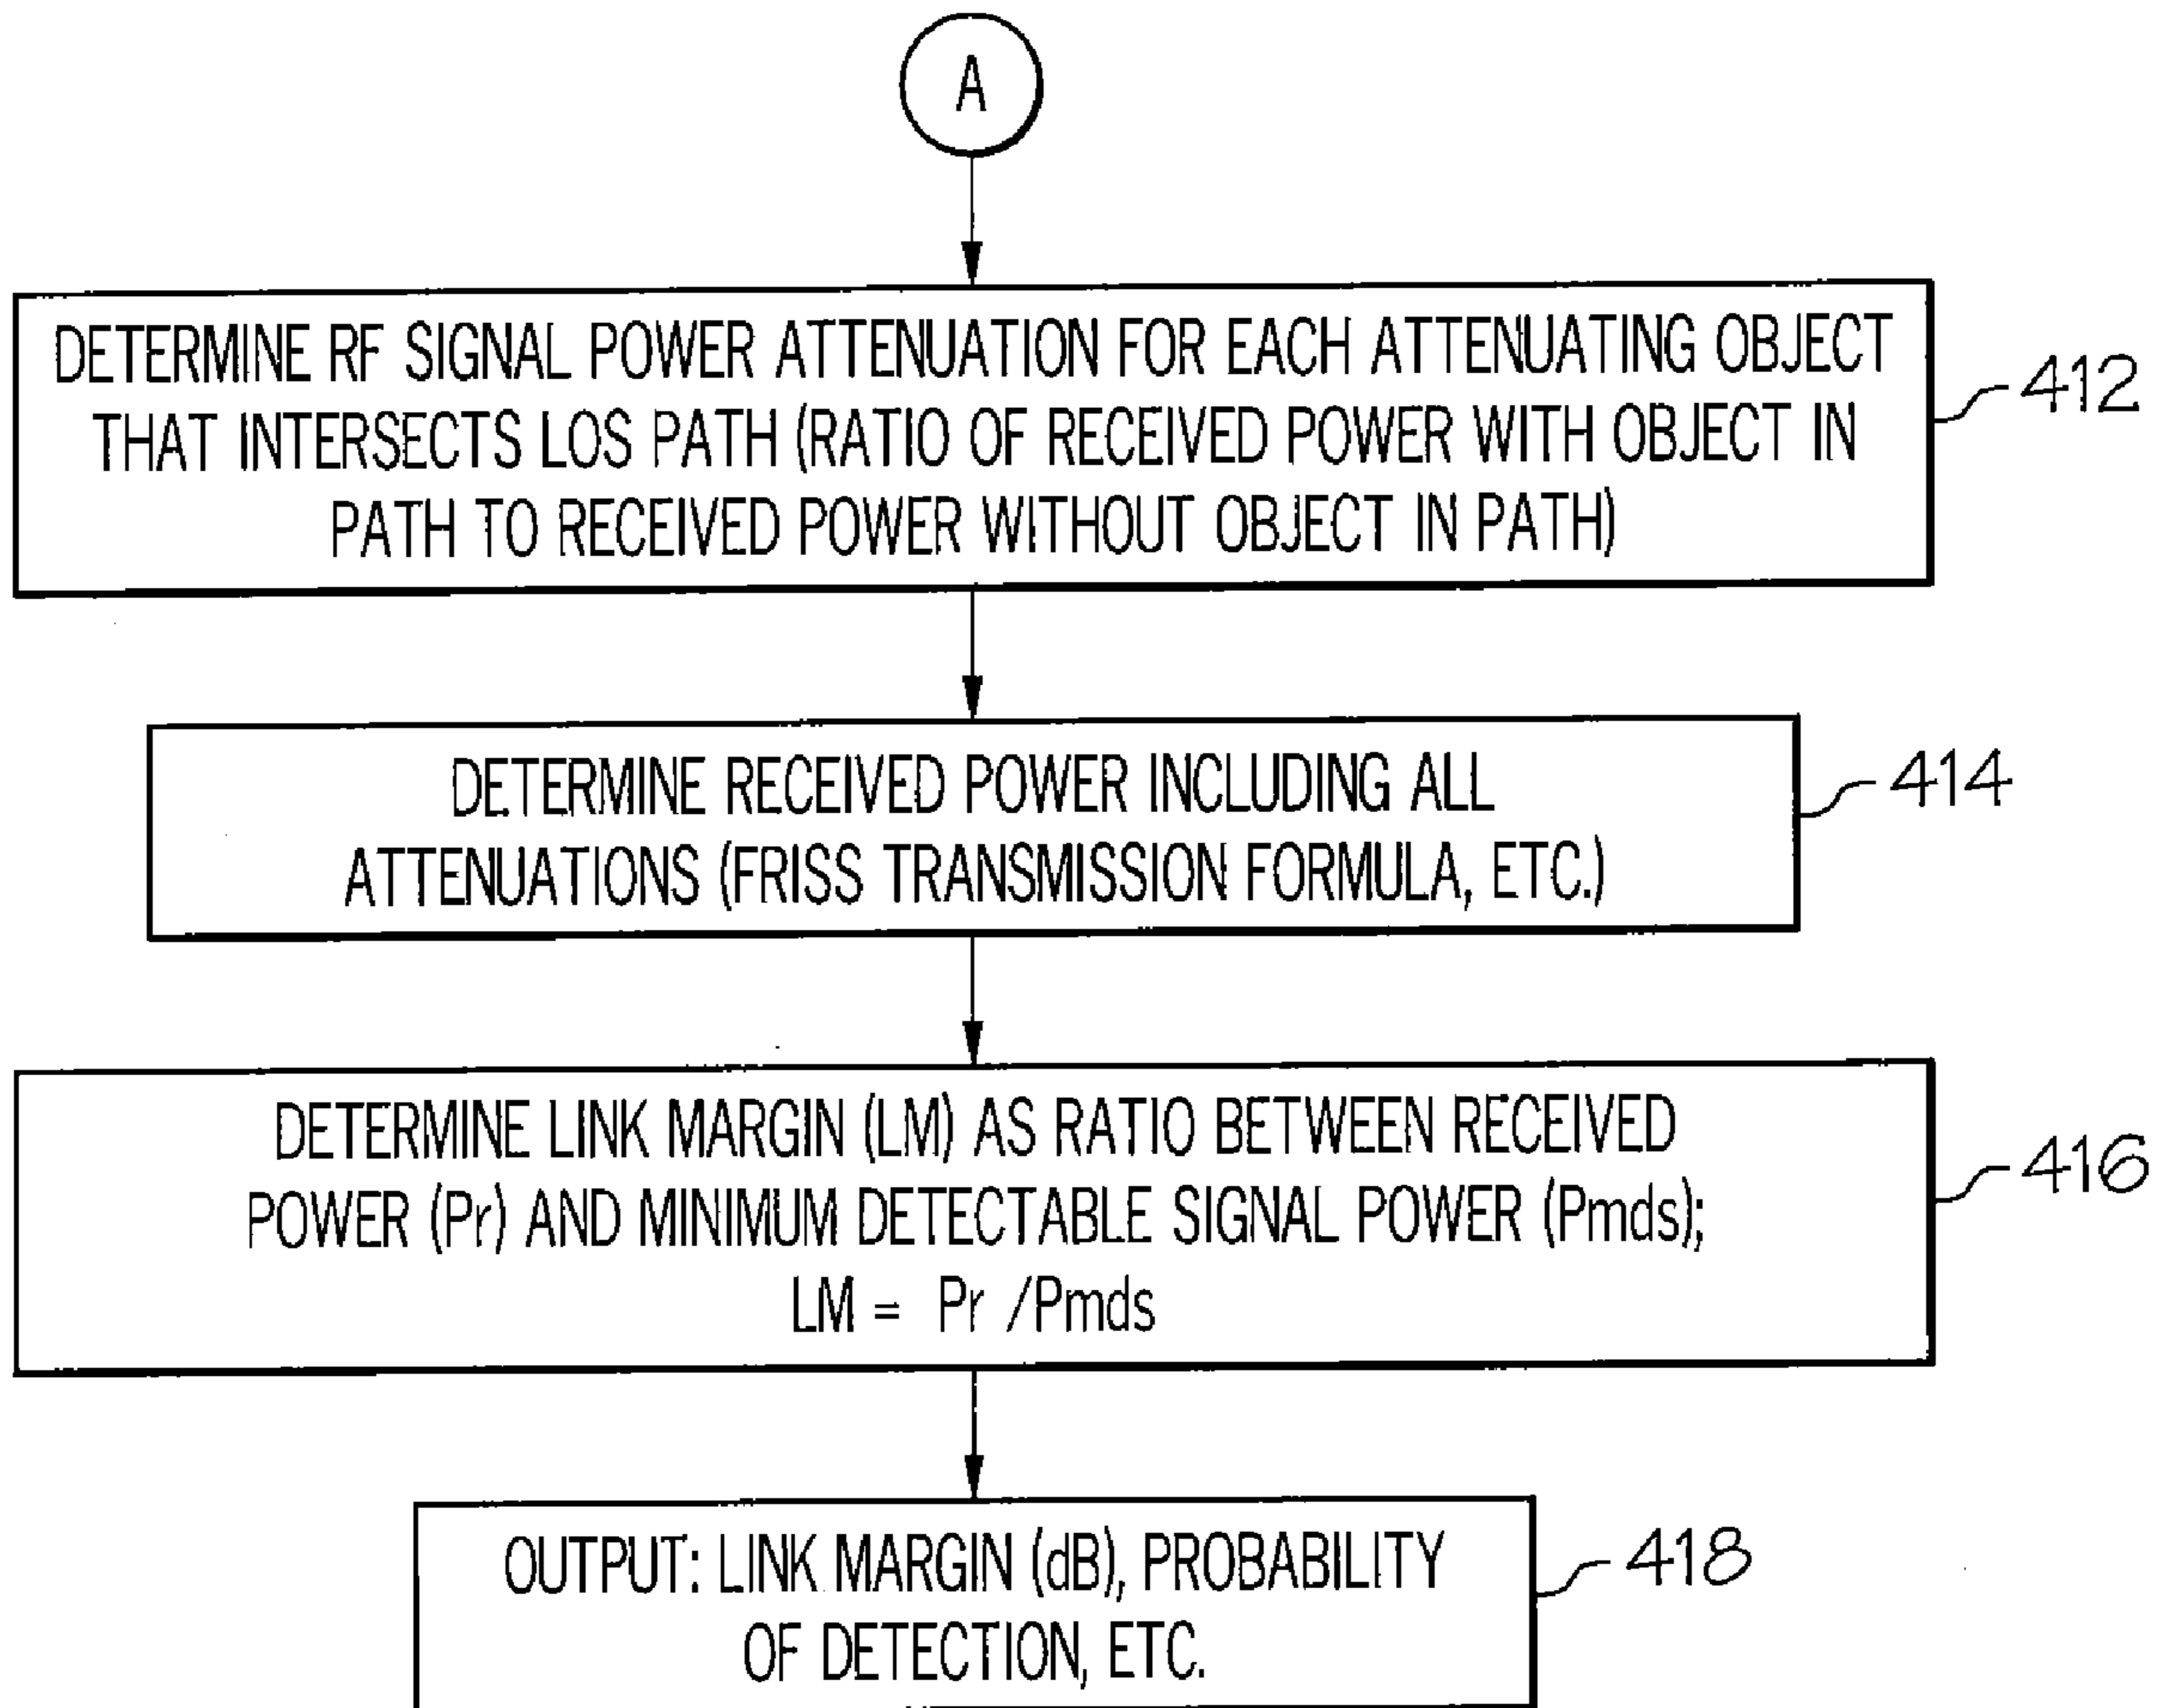 A
DETERMINE RF SIGNAL POWER ATTENUATION FOR EACH ATTENUATING OBJECT
THAT INTERSECTS LOS PATH (RATIO OF RECEIVED POWER WITH OBJECT IN
PATH TO RECEIVED POWER WITHOUT OBJECT IN PATH)
412
DETERMINE RECEIVED POWER INCLUDING ALL
ATTENUATIONS (FRISS TRANSMISSION FORMULA, ETC.)
414
DETERMINE LINK MARGIN (LM) AS RATIO BETWEEN RECEIVED
POWER (Pr) AND MINIMUM DETECTABLE SIGNAL POWER (Pmds);
LM = Pr /Pmds
416
OUTPUT: LINK MARGIN (dB), PROBABILITY
OF DETECTION, ETC.
418